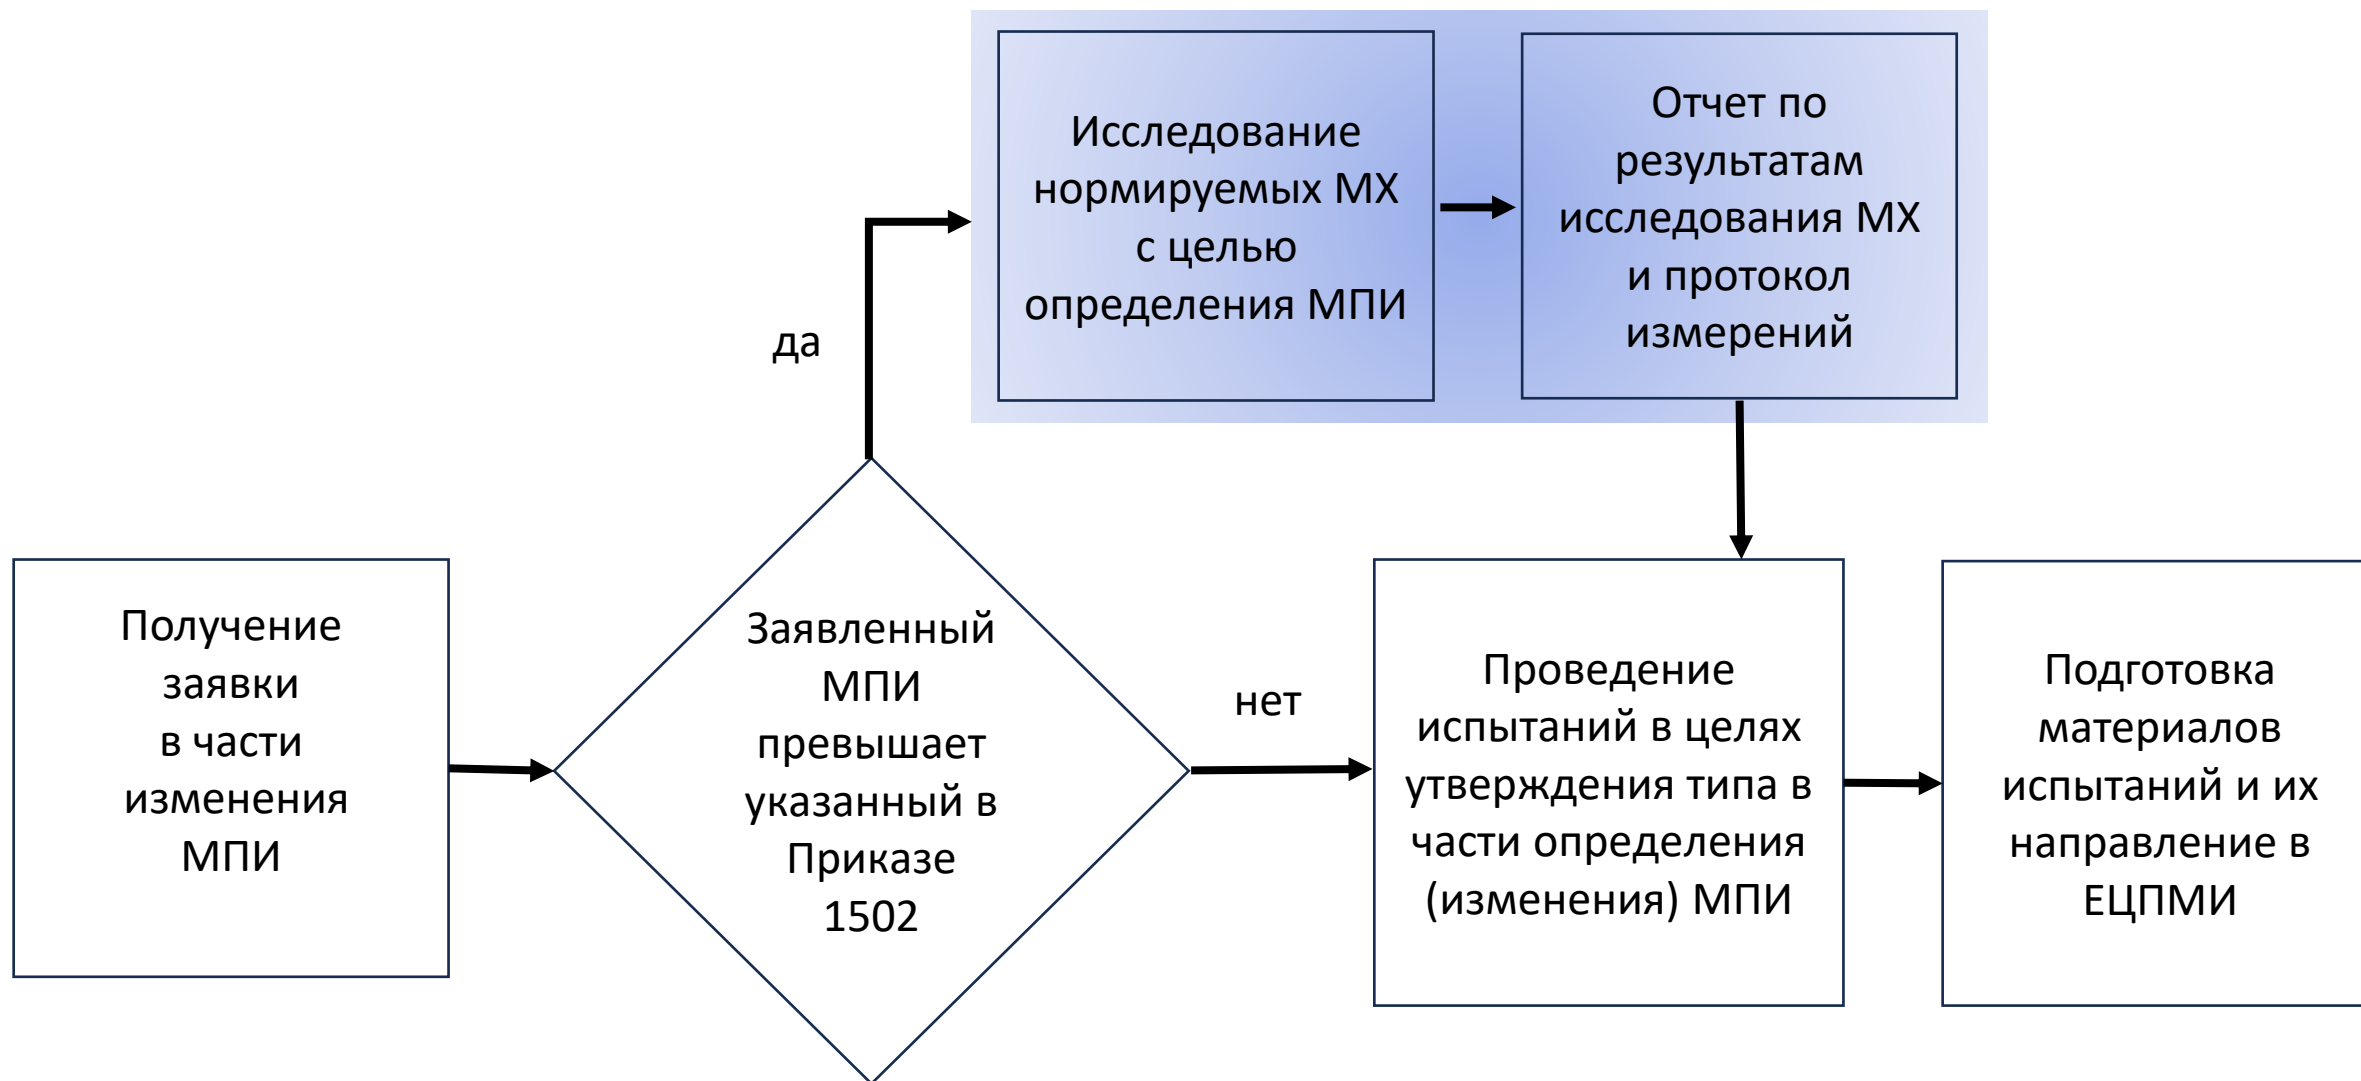 Получение
заявки
в части
изменения
МПИ
Заявленный
МПИ
превышает
указанный в
Приказе
1502
да
Исследование
нормируемых МХ
с целью
определения МПИ
Отчет по
результатам
исследования МХ
и протокол
измерений
нет
Проведение
испытаний в целях
утверждения типа в
части определения
(изменения) МПИ
Подготовка
материалов
испытаний и их
направление в
ЕЦПМИ